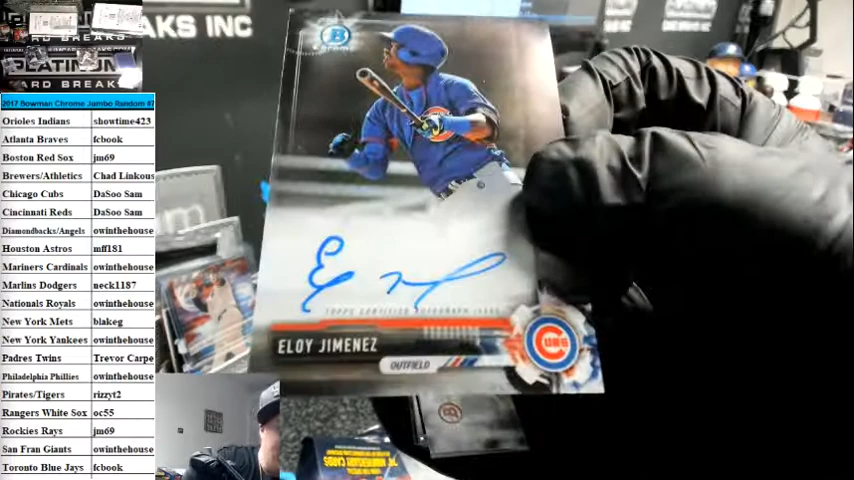 AKS INC
PLATINUM
CARD BREAKS
2017 Bowman Chrome Jumbo Random #7
Orioles Indians showtime423
Atlanta Braves fcbook
Boston Red Sox jm69
Brewers/Athletics Chad Linkous
Chicago Cubs DaSoo Sam
Cincinnati Reds DaSoo Sam
Diamondbacks/Angels owinthehouse
Houston Astros mff181
Mariners Cardinals owinthehouse
Marlins Dodgers neck1187
Nationals Royals owinthehouse
New York Mets blakeg
New York Yankees owinthehouse
Padres Twins Trevor Carpe
Philadelphia Phillies owinthehouse
Pirates/Tigers rizzyt2
Rangers White Sox oc55
Rockies Rays jm69
San Fran Giants owinthehouse
Toronto Blue Jays fcbook
B
Chrome
TOPPS CERTIFIED AUTOGRAPH ISSUE
ELOY JIMENEZ
OUTFIELD
CUBS